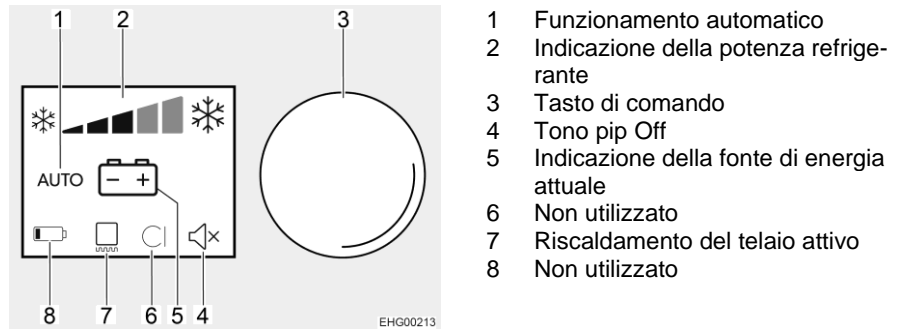 1 2 3
AUTO
- +
8 7 6 5 4
EHG00213
1 Funzionamento automatico
2 Indicazione della potenza refrige-
rante
3 Tasto di comando
4 Tono pip Off
5 Indicazione della fonte di energia
attuale
6 Non utilizzato
7 Riscaldamento del telaio attivo
8 Non utilizzato